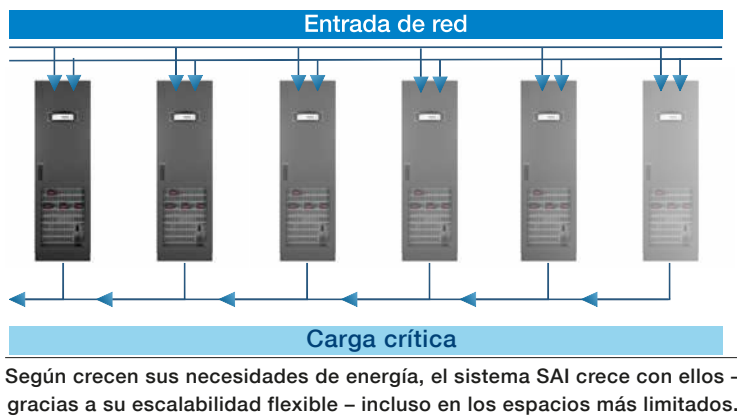 Entrada de red
Carga crítica
Según crecen sus necesidades de energía, el sistema SAI crece con ellos –
gracias a su escalabilidad flexible – incluso en los espacios más limitados.